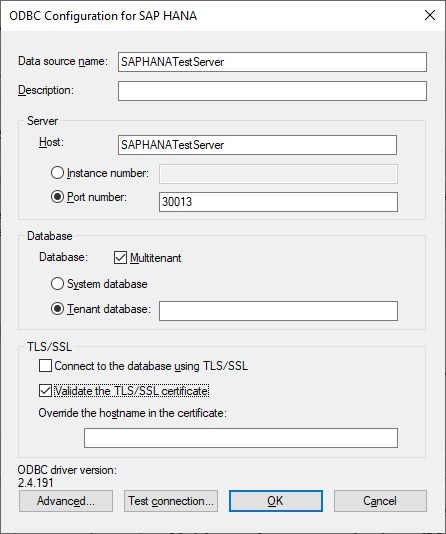 ODBC Configuration for SAP HANA
Data source name: SAPHANATestServer
Description:
Server
Host: SAPHANATestServer
Instance number:
Port number: 30013
Database
Database: Multitenant
System database
Tenant database:
TLS/SSL
Connect to the database using TLS/SSL
Validate the TLS/SSL certificate
Override the hostname in the certificate:
ODBC driver version:
2.4.191
Advanced... Test connection... OK Cancel